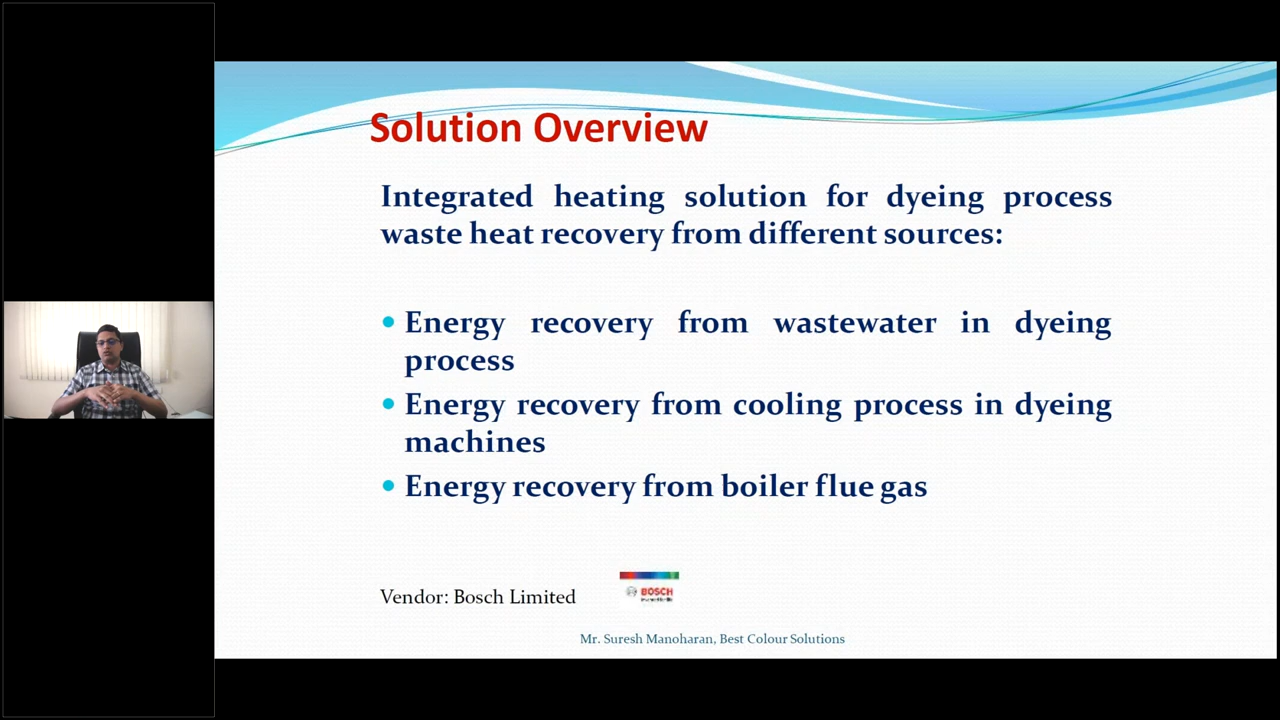 Solution Overview
Integrated heating solution for dyeing process
waste heat recovery from different sources:
• Energy recovery from wastewater in dyeing
process
• Energy recovery from cooling process in dyeing
machines
• Energy recovery from boiler flue gas
Vendor: Bosch Limited
BOSCH
Mr. Suresh Manoharan, Best Colour Solutions